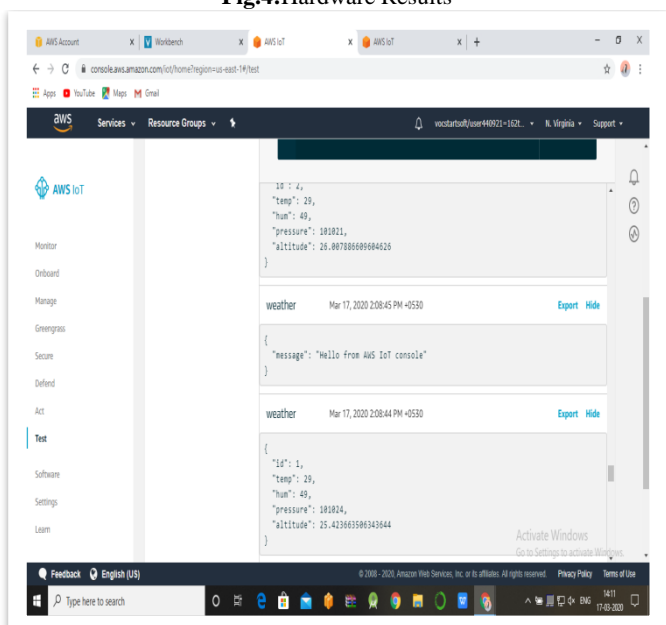 Fig.4:Hardware Results
AWS Account
Workbench
AWS IoT
AWS IoT
console.aws.amazon.com/iot/home?region=us-east-1#/test
Apps YouTube Maps Gmail
aws Services Resource Groups vocstartsoft/user440921=162t... N. Virginia Support
AWS IoT
Monitor
Onboard
Manage
Greengrass
Secure
Defend
Act
Test
Software
Settings
Learn
"id": 2,
"temp": 29,
"hum": 49,
"pressure": 101021,
"altitude": 26.007886609604626
}
weather Mar 17, 2020 2:08:45 PM +0530 Export Hide
{
"message": "Hello from AWS IoT console"
}
weather Mar 17, 2020 2:08:44 PM +0530 Export Hide
{
"id": 1,
"temp": 29,
"hum": 49,
"pressure": 101024,
"altitude": 25.423663506343644
}
Activate Windows
Go to Settings to activate Windows.
Feedback English (US) © 2008 - 2020, Amazon Web Services, Inc. or its affiliates. All rights reserved. Privacy Policy Terms of Use
Type here to search ENG 14:11
17-03-2020